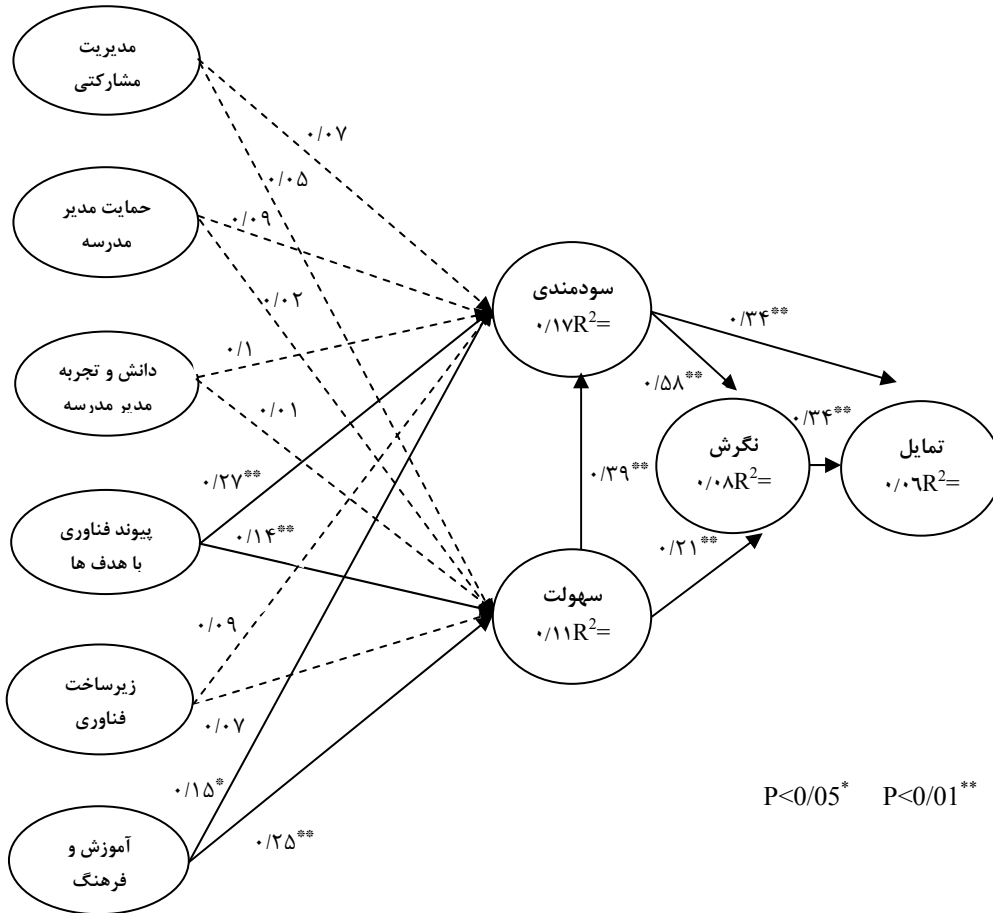 مدیریت
مشارکتی
۰/۰۷
۰/۰۵
حمایت مدیر
مدرسه
۰/۰۹
۰/۰۲
سودمندی
۰/۱۷R²=
۰/۳۴**
دانش و تجربه
مدیر مدرسه
۰/۱
۰/۰۱
۰/۵۸**
۰/۳۴**
نگرش
۰/۰۸R²=
تمایل
۰/۰٦R²=
۰/۲۷**
۰/۳۹**
پیوند فناوری
با هدف ها
۰/۱۴**
۰/۲۱**
سهولت
۰/۱۱R²=
۰/۰۹
زیرساخت
فناوری
۰/۰۷
۰/۱۵*
P<0/05* P<0/01**
آموزش و
فرهنگ
۰/۲۵**